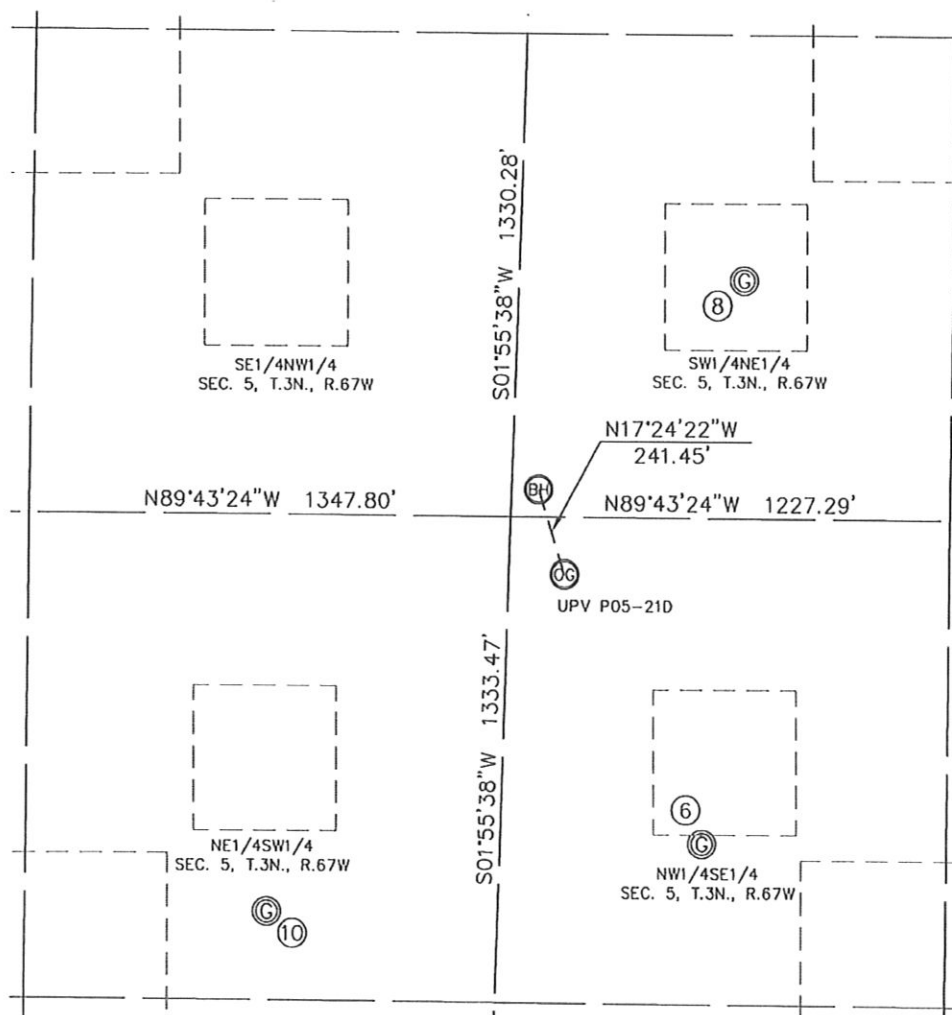 S01°55'38"W 1330.28'
G
8
SE1/4NW1/4
SEC. 5, T.3N., R.67W
SW1/4NE1/4
SEC. 5, T.3N., R.67W
N17°24'22"W
241.45'
BH
N89°43'24"W 1347.80'
N89°43'24"W 1227.29'
OG
UPV P05-21D
S01°55'38"W 1333.47'
6
G
NE1/4SW1/4
SEC. 5, T.3N., R.67W
NW1/4SE1/4
SEC. 5, T.3N., R.67W
G
10